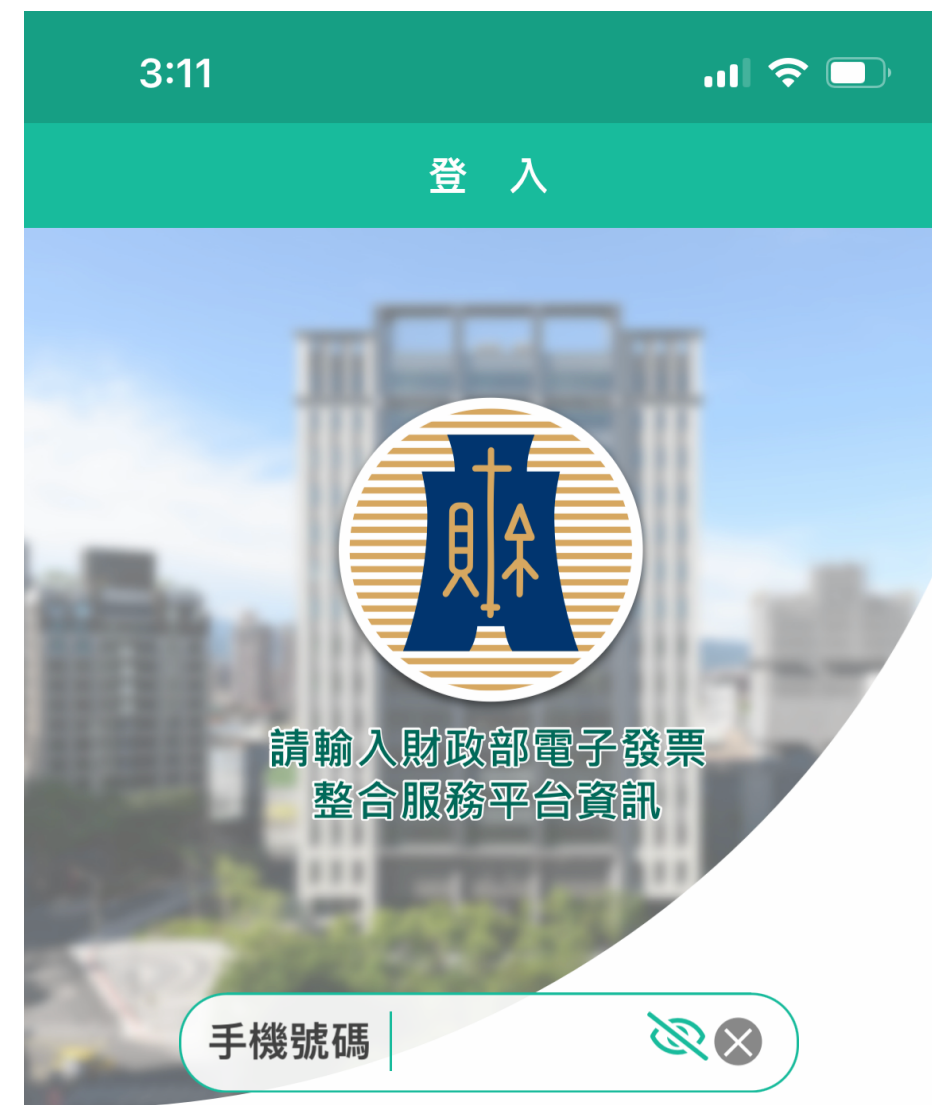 3:11
登 入
財
請輸入財政部電子發票
整合服務平台資訊
手機號碼